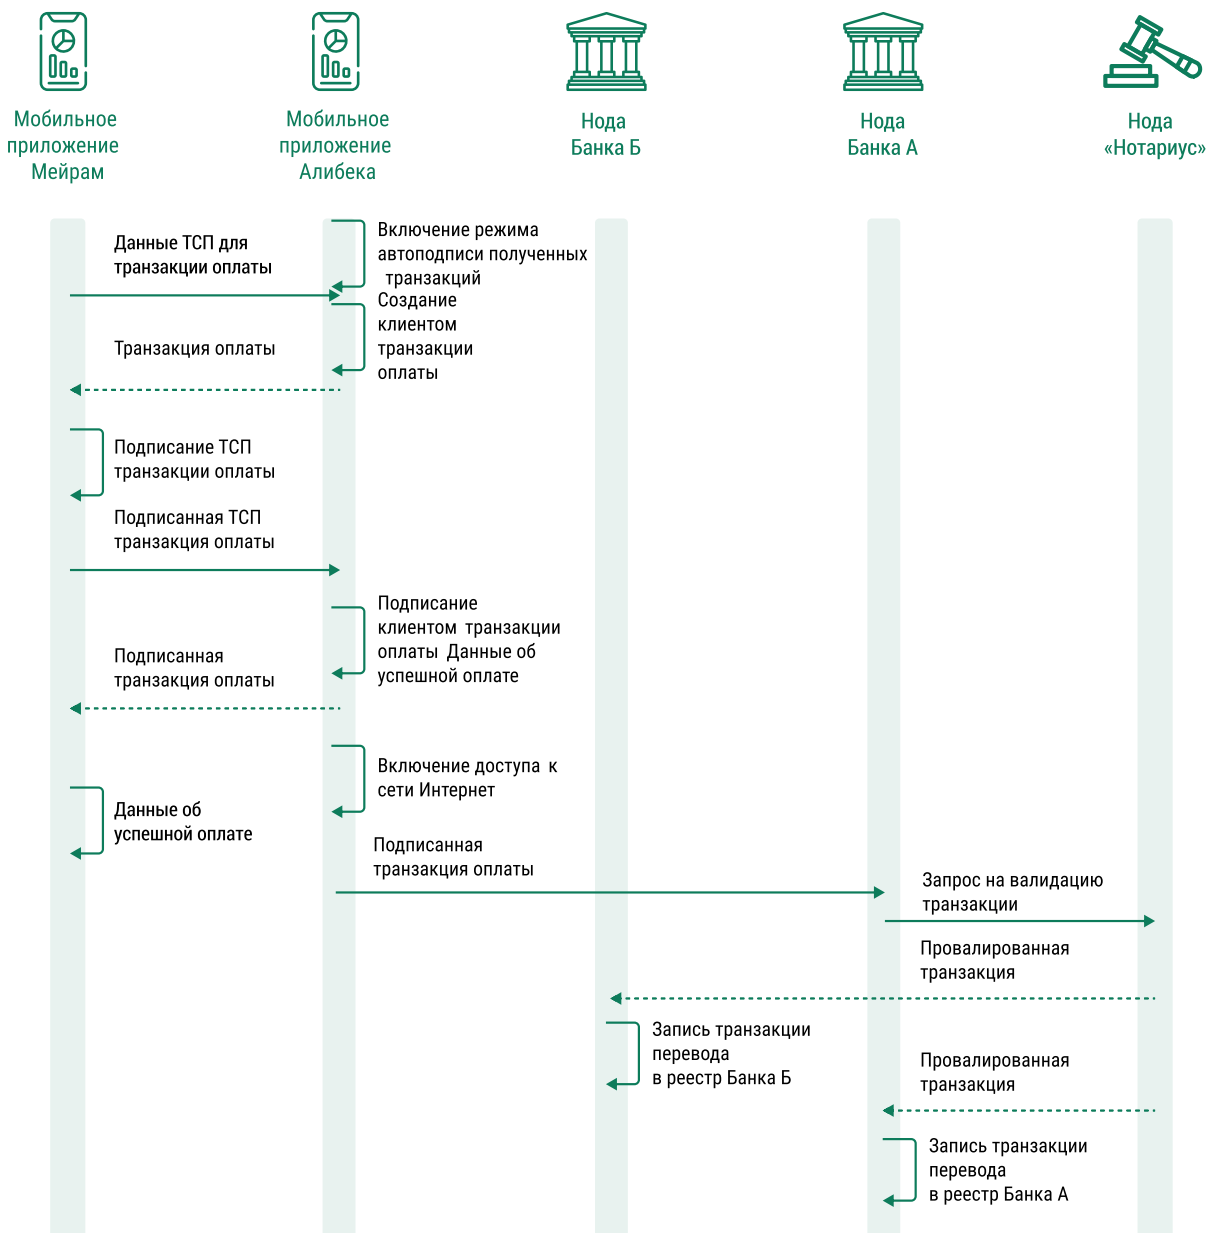 Мобильное
приложение
Мейрам
Мобильное
приложение
Алибека
Нода
Банка Б
Нода
Банка А
Нода
«Нотариус»
Включение режима
автоподписи полученных
транзакций
Данные ТСП для
транзакции оплаты
Создание
клиентом
транзакции
оплаты
Транзакция оплаты
Подписание ТСП
транзакции оплаты
Подписанная ТСП
транзакция оплаты
Подписание
клиентом транзакции
оплаты Данные об
успешной оплате
Подписанная
транзакция оплаты
Включение доступа к
сети Интернет
Данные об
успешной оплате
Подписанная
транзакция оплаты
Запрос на валидацию
транзакции
Провалированная
транзакция
Запись транзакции
перевода
в реестр Банка Б
Провалированная
транзакция
Запись транзакции
перевода
в реестр Банка А